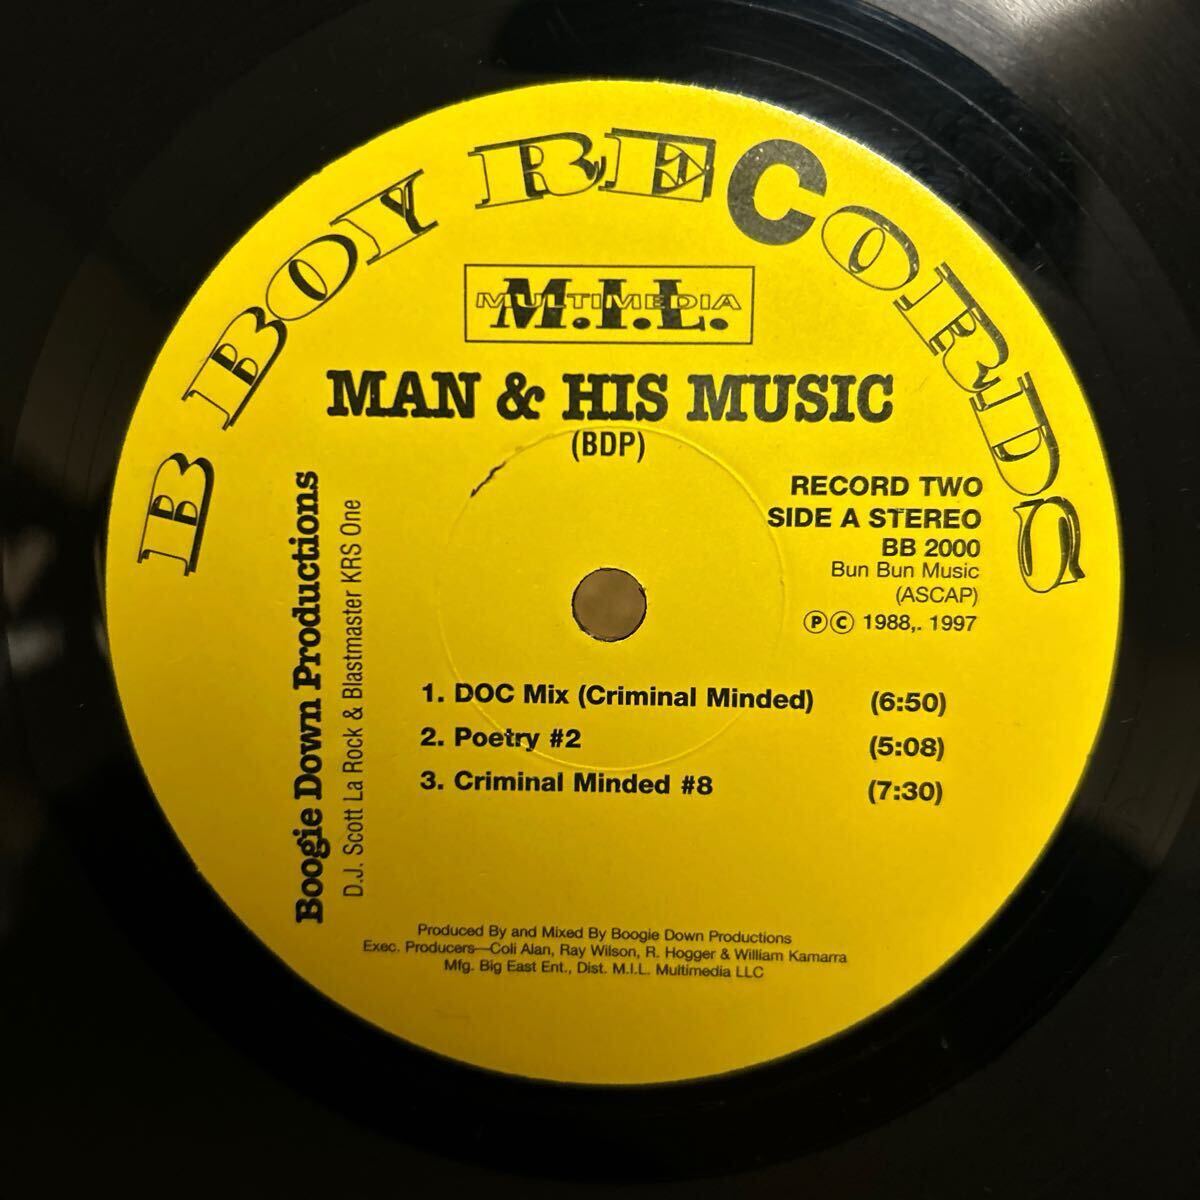 B BOY RECORDS
MULTIMEDIA
M.I.L.
MAN & HIS MUSIC
(BDP)
RECORD TWO
SIDE A STEREO
BB 2000
Bun Bun Music
(ASCAP)
Ⓟ© 1988,. 1997
Boogie Down Productions
D.J. Scott La Rock & Blastmaster KRS One
1. DOC Mix (Criminal Minded) (6:50)
2. Poetry #2 (5:08)
3. Criminal Minded #8 (7:30)
Produced By and Mixed By Boogie Down Productions
Exec. Producers—Coli Alan, Ray Wilson, R. Hogger & William Kamarra
Mfg. Big East Ent., Dist. M.I.L. Multimedia LLC